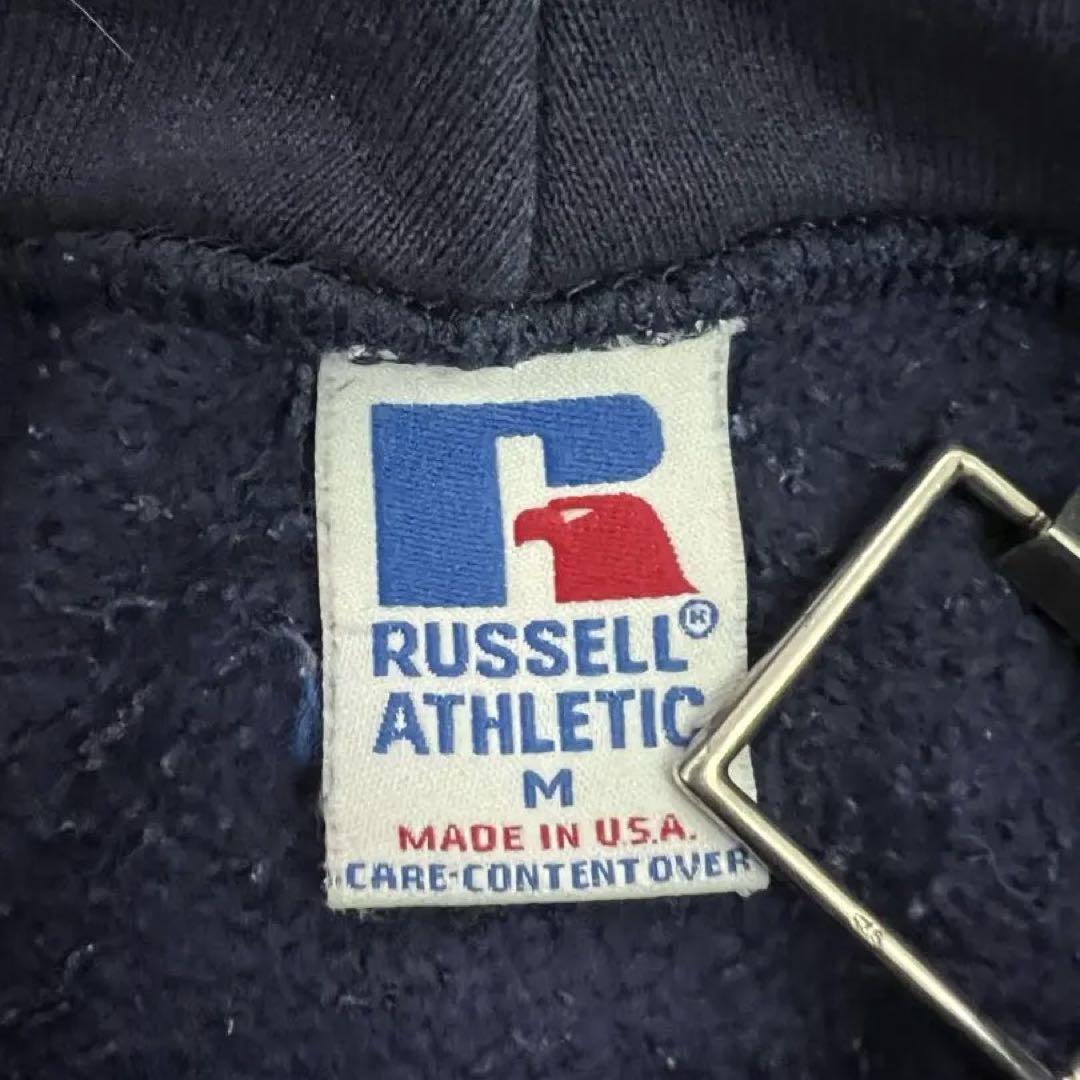 RUSSELL®
ATHLETIC
M
MADE IN U.S.A.
CARE-CONTENT OVER